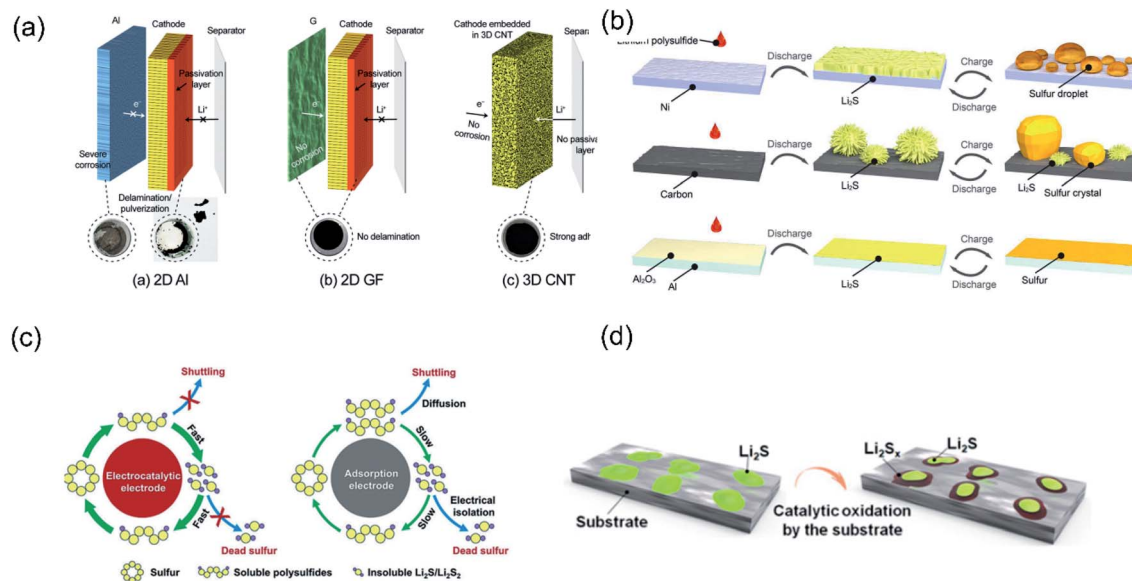 (a)
Al
Cathode
Separator
Passivation
layer
e⁻
Li⁺
Severe
corrosion
Delamination/
pulverization
(a) 2D Al
G
Cathode
Separator
Passivation
layer
e⁻
Li⁺
No corrosion
No delamination
(b) 2D GF
Cathode embedded
in 3D CNT
Separa
e⁻
No
corrosion
Li⁺
No passiva
layer
Strong adh
(c) 3D CNT
(b)
Lithium polysulfide
Ni
Discharge
Li₂S
Charge
Discharge
Sulfur droplet
Carbon
Discharge
Li₂S
Charge
Discharge
Li₂S
Sulfur crystal
Al₂O₃
Al
Discharge
Li₂S
Charge
Discharge
Sulfur
(c)
Shuttling
Fast
Electrocatalytic
electrode
Fast
Dead sulfur
Shuttling
Diffusion
Slow
Adsorption
electrode
Slow
Electrical
isolation
Dead sulfur
Sulfur
Soluble polysulfides
Insoluble Li₂S/Li₂S₂
(d)
Li₂S
Substrate
Catalytic oxidation
by the substrate
Li₂Sₓ
Li₂S